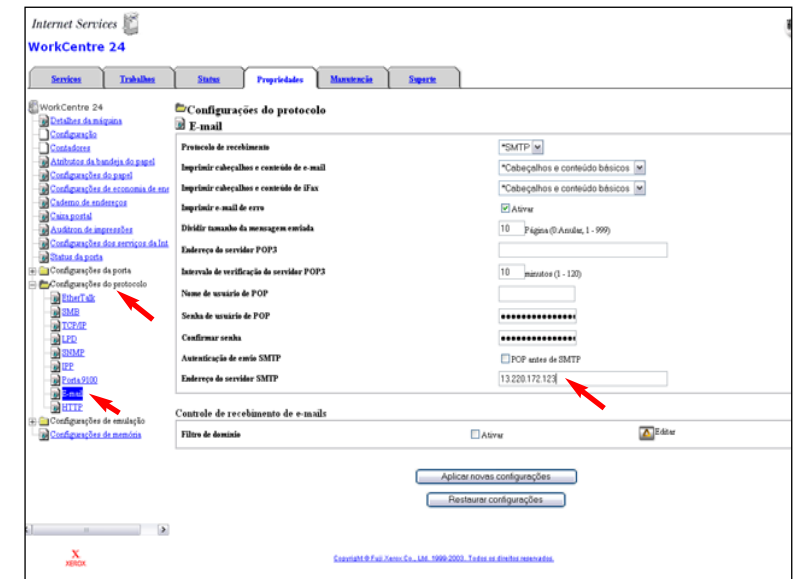 Internet Services
WorkCentre 24
Serviços Trabalhos Status Propriedades Manutenção Suporte
WorkCentre 24
Detalhes da máquina
Configuração
Contadores
Atributos da bandeja do papel
Configurações do papel
Configurações de economia de ene
Caderno de endereços
Caixa postal
Auditron de impressões
Configurações dos serviços da Int
Status da porta
Configurações da porta
Configurações do protocolo
EtherTalk
SMB
TCP/IP
LPD
SNMP
IPP
Porta 9100
E-mail
HTTP
Configurações de emulação
Configurações de memória
Configurações do protocolo
E-mail
Protocolo de recebimento *SMTP
Imprimir cabeçalhos e conteúdo de e-mail *Cabeçalhos e conteúdo básicos
Imprimir cabeçalhos e conteúdo de iFax *Cabeçalhos e conteúdo básicos
Imprimir e-mail de erro Ativar
Dividir tamanho da mensagem enviada 10 Página (0:Anular, 1 - 999)
Endereço do servidor POP3
Intervalo de verificação do servidor POP3 10 minutos (1 - 120)
Nome de usuário de POP
Senha de usuário de POP ●●●●●●●●●●●●●●●
Confirmar senha ●●●●●●●●●●●●●●●
Autenticação de envio SMTP POP antes de SMTP
Endereço do servidor SMTP 13.220.172.123
Controle de recebimento de e-mails
Filtro de domínio Ativar Editar
Aplicar novas configurações
Restaurar configurações
X
XEROX
Copyright © Fuji Xerox Co., Ltd. 1999-2003. Todos os direitos reservados.